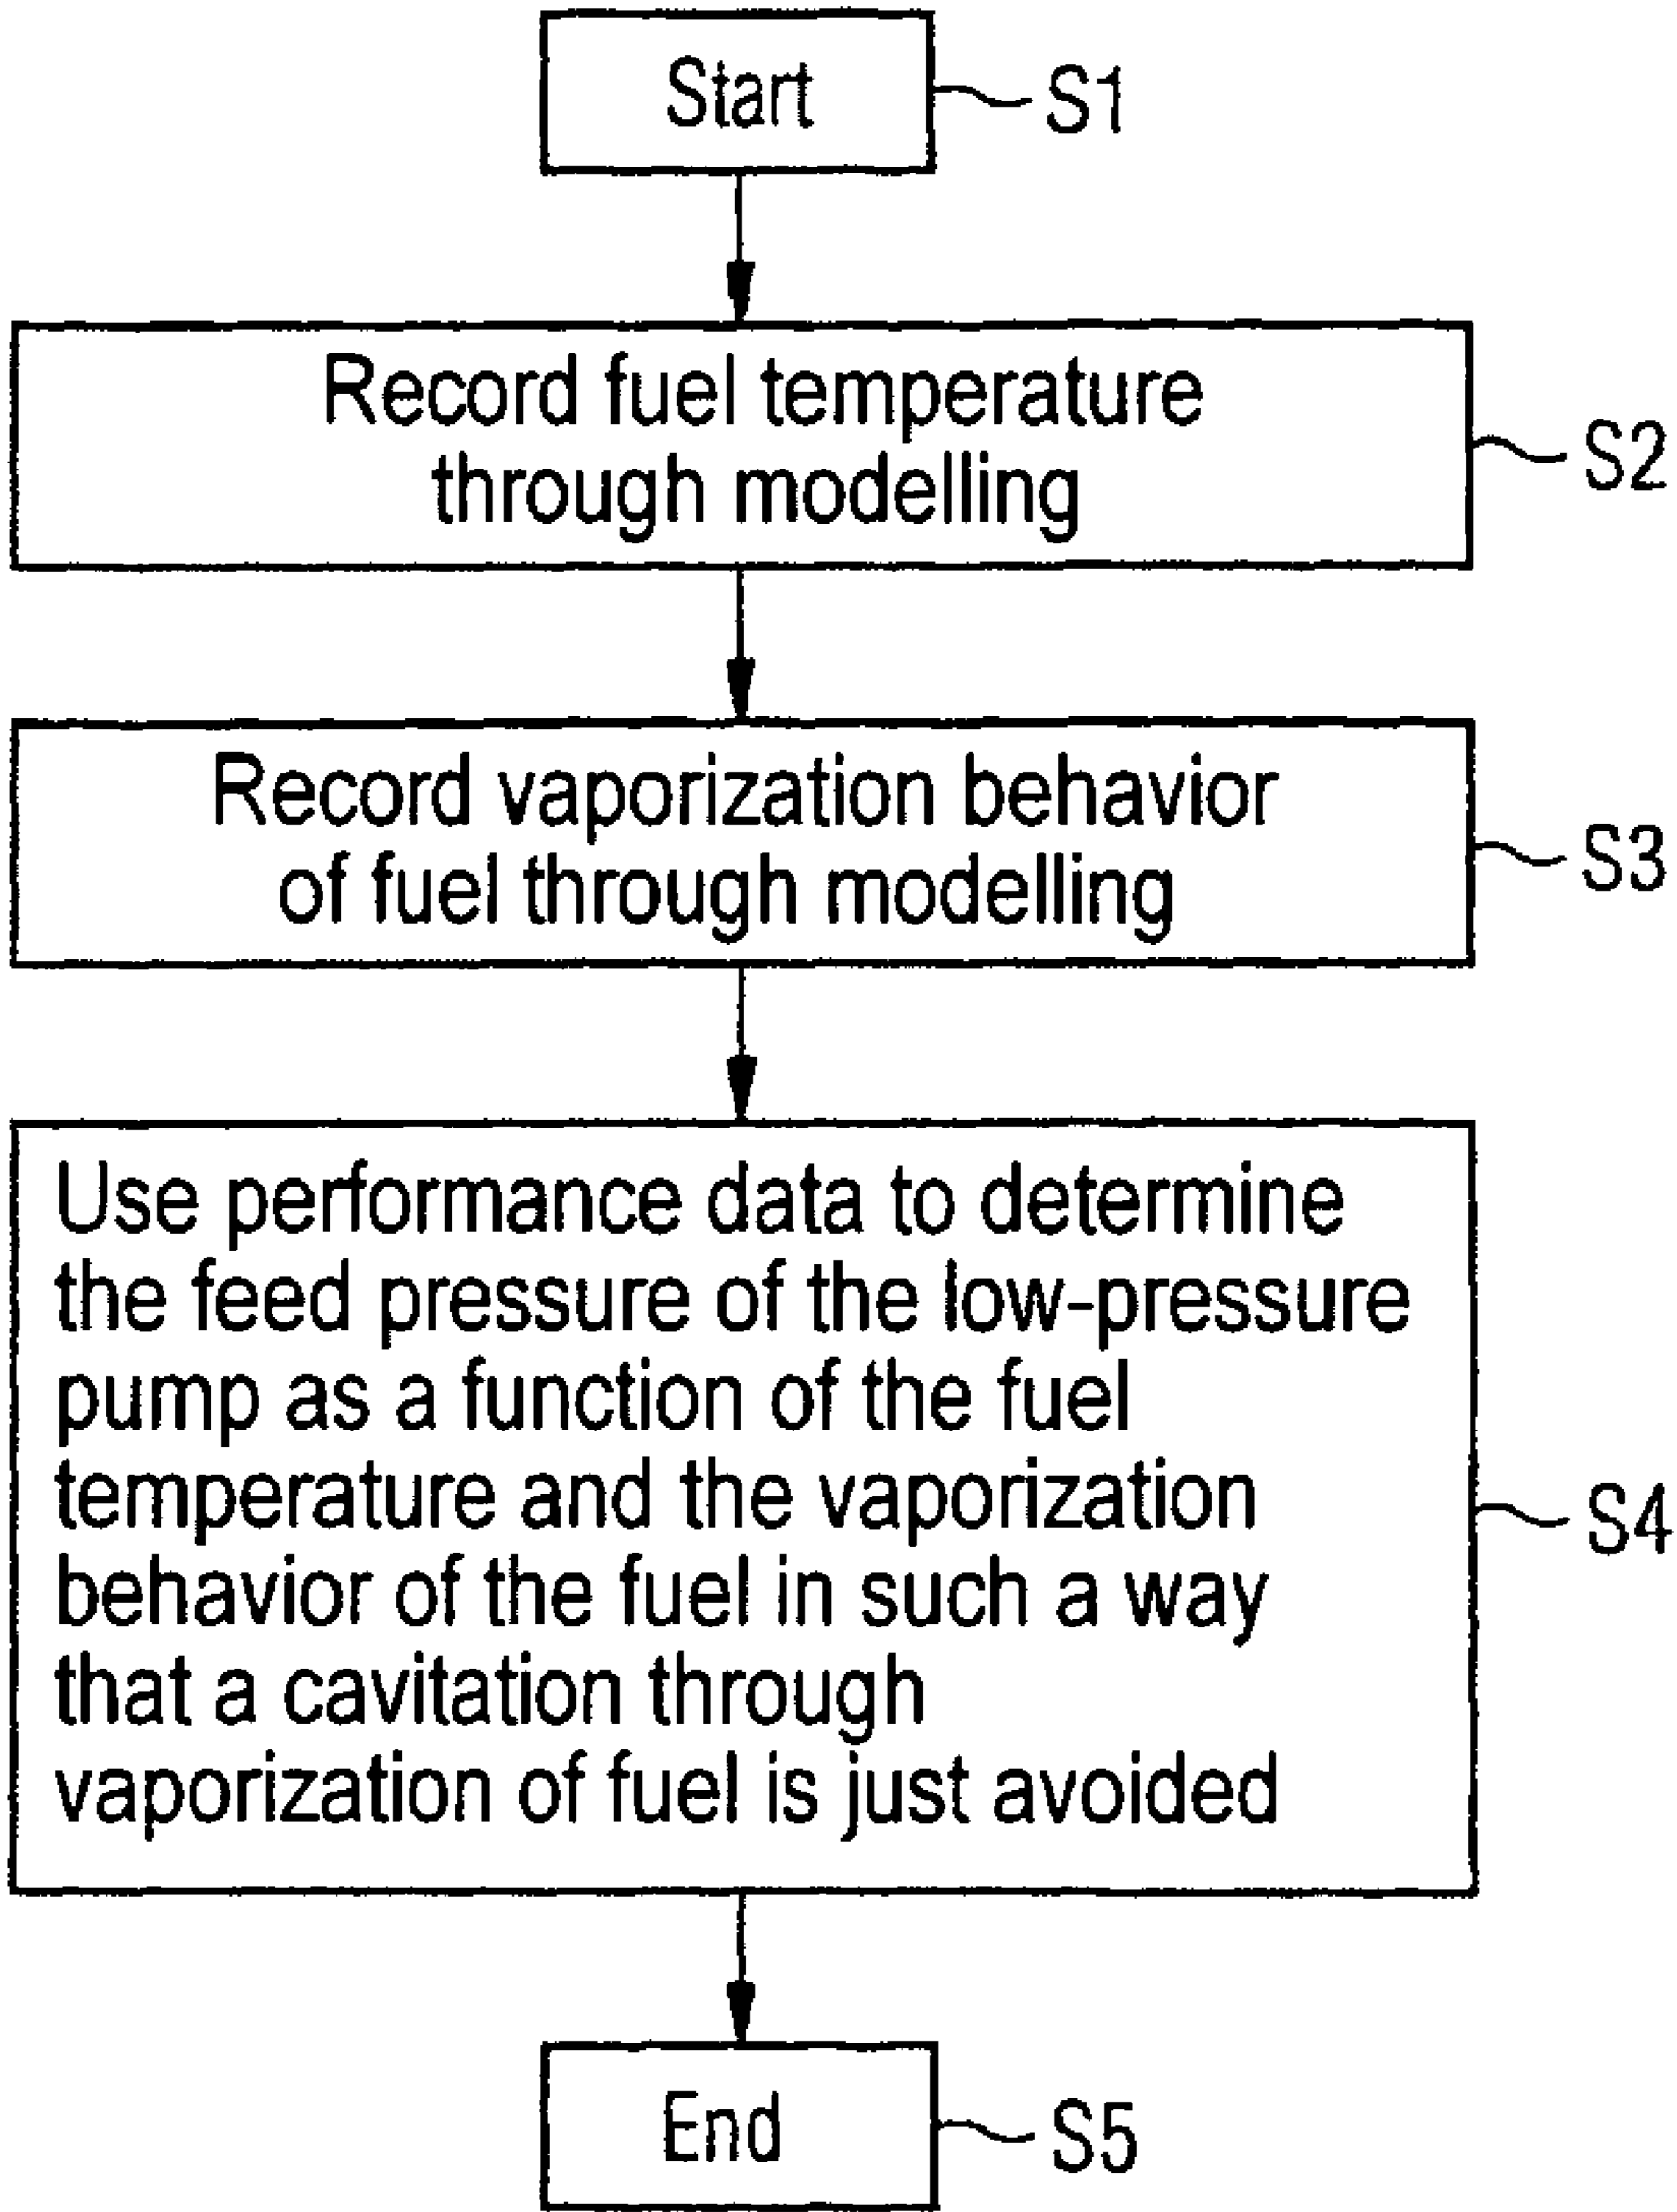 Start
S1
Record fuel temperature
through modelling
S2
Record vaporization behavior
of fuel through modelling
S3
Use performance data to determine
the feed pressure of the low-pressure
pump as a function of the fuel
temperature and the vaporization
behavior of the fuel in such a way
that a cavitation through
vaporization of fuel is just avoided
S4
End
S5